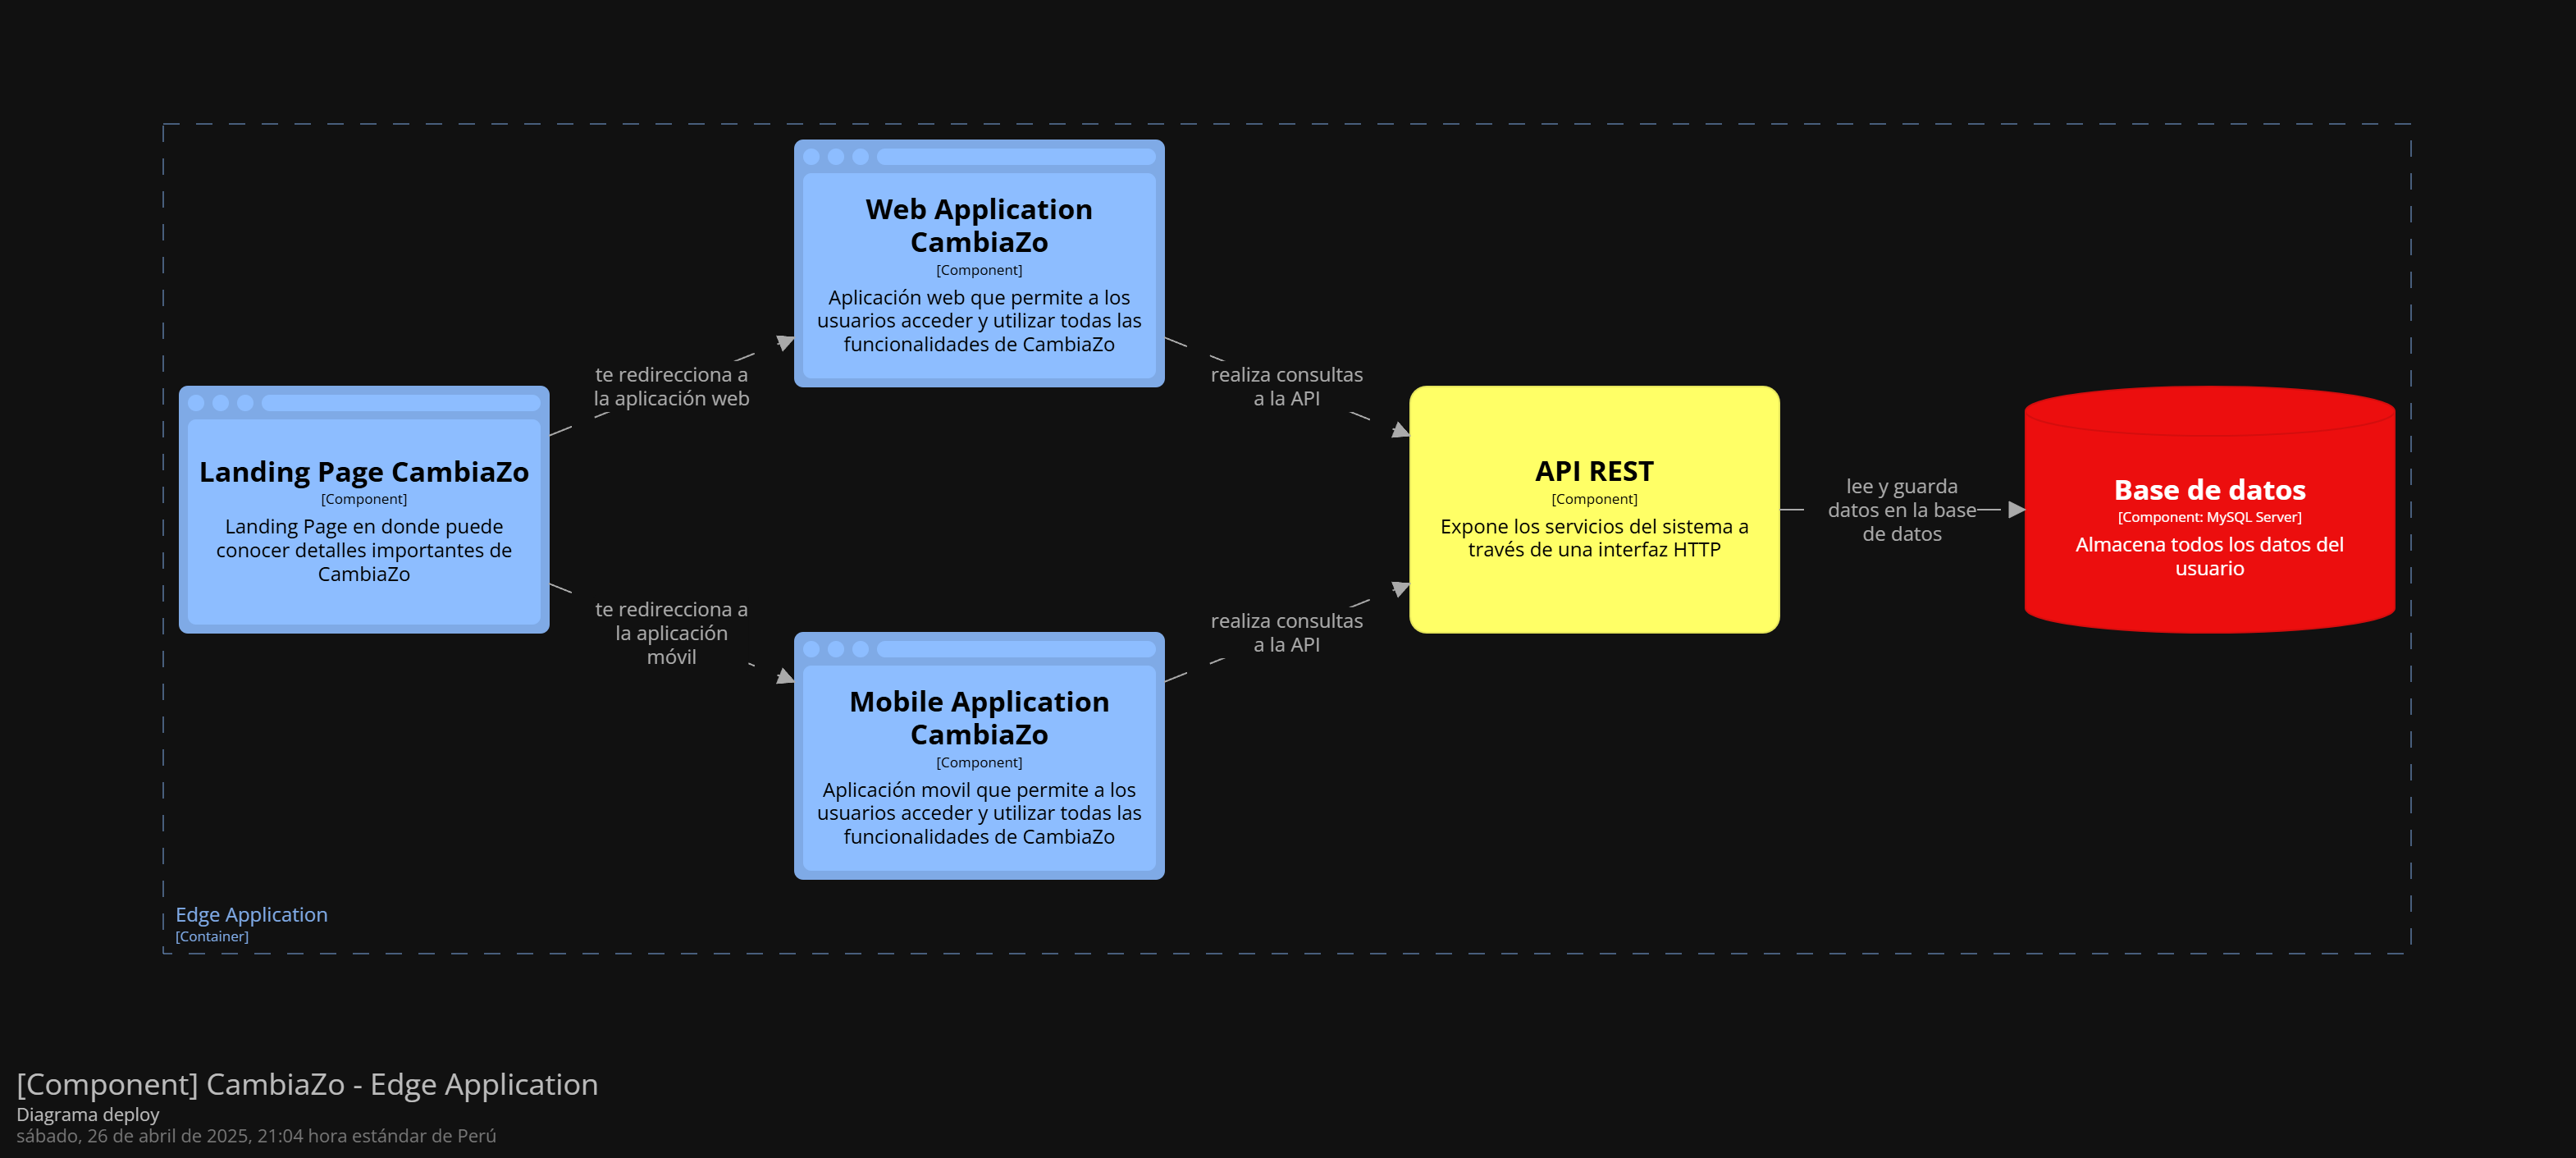 Web Application
CambiaZo
[Component]
Aplicación web que permite a los
usuarios acceder y utilizar todas las
funcionalidades de CambiaZo
te redirecciona a
la aplicación web
realiza consultas
a la API
Landing Page CambiaZo
[Component]
Landing Page en donde puede
conocer detalles importantes de
CambiaZo
API REST
[Component]
Expone los servicios del sistema a
través de una interfaz HTTP
lee y guarda
datos en la base
de datos
Base de datos
[Component: MySQL Server]
Almacena todos los datos del
usuario
te redirecciona a
la aplicación
móvil
realiza consultas
a la API
Mobile Application
CambiaZo
[Component]
Aplicación movil que permite a los
usuarios acceder y utilizar todas las
funcionalidades de CambiaZo
Edge Application
[Container]
[Component] CambiaZo - Edge Application
Diagrama deploy
sábado, 26 de abril de 2025, 21:04 hora estándar de Perú